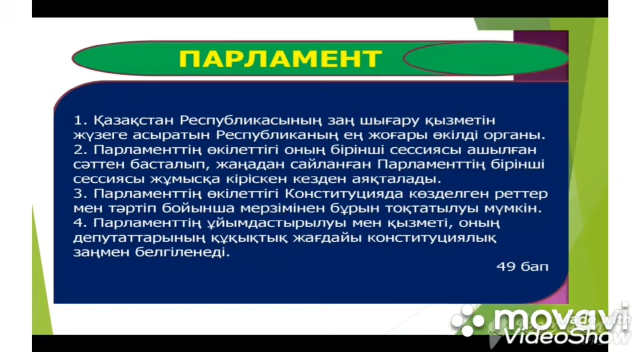 ПАРЛАМЕНТ
1. Қазақстан Республикасының заң шығару қызметін
жүзеге асыратын Республиканың ең жоғары өкілді органы.
2. Парламенттің өкілеттігі оның бірінші сессиясы ашылған
сәттен басталып, жаңадан сайланған Парламенттің бірінші
сессиясы жұмысқа кіріскен кезден аяқталады.
3. Парламенттің өкілеттігі Конституцияда көзделген реттер
мен тәртіп бойынша мерзімінен бұрын тоқтатылуы мүмкін.
4. Парламенттің ұйымдастырылуы мен қызметі, оның
депутаттарының құқықтық жағдайы конституциялық
заңмен белгіленеді.
49 бап
movavi
VideoShow